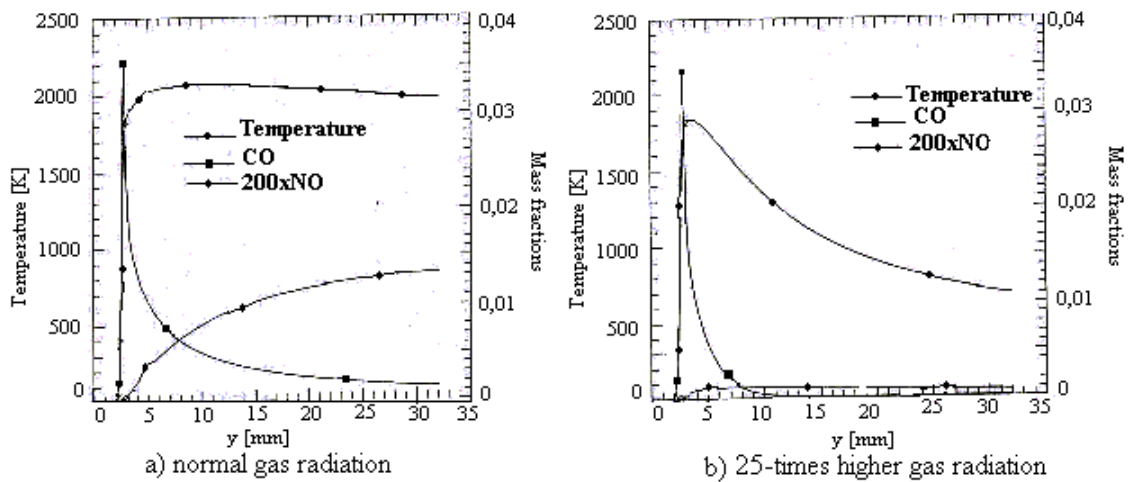 2500
2000
1500
1000
500
0
Temperature [K]
0,04
0,03
0,02
0,01
0
Mass fractions
Temperature
CO
200xNO
0 5 10 15 20 25 30 35
y [mm]
a) normal gas radiation
2500
2000
1500
1000
500
0
Temperature [K]
0,04
0,03
0,02
0,01
0
Mass fractions
Temperature
CO
200xNO
0 5 10 15 20 25 30 35
y [mm]
b) 25-times higher gas radiation